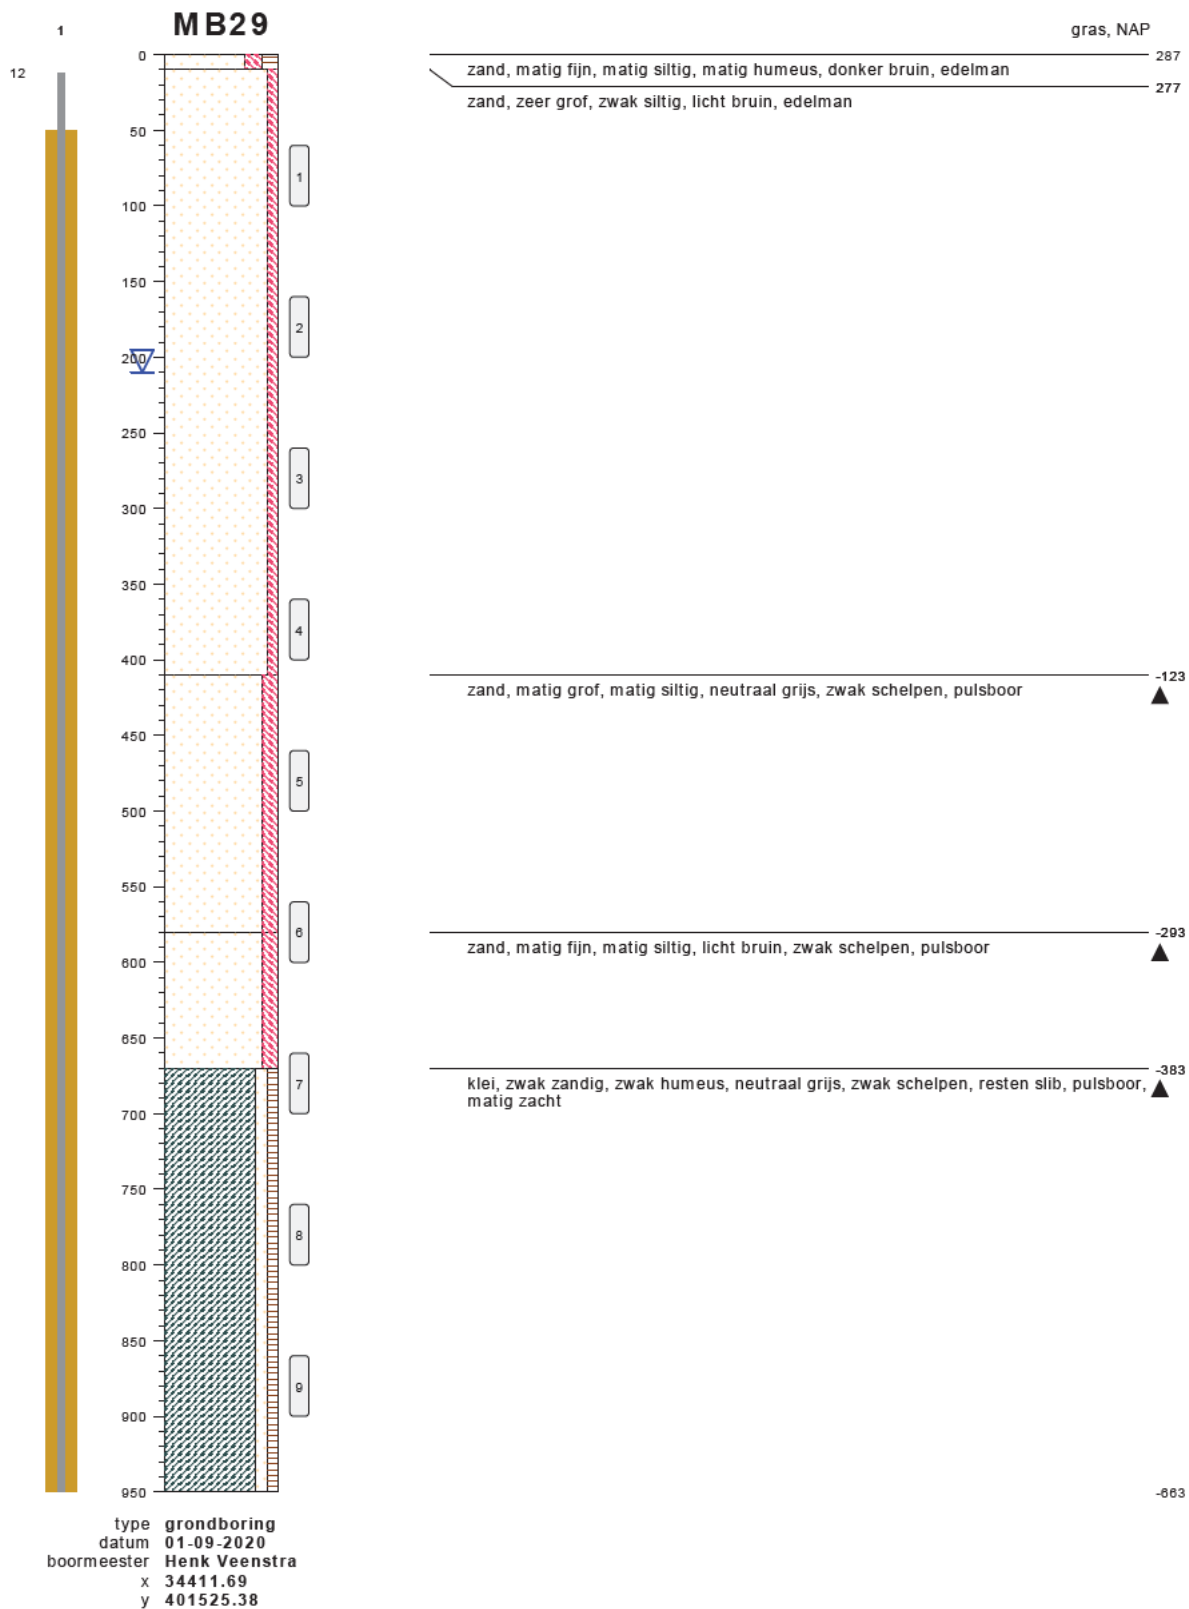 1
MB29
gras, NAP
0
287
12
zand, matig fijn, matig siltig, matig humeus, donker bruin, edelman
277
zand, zeer grof, zwak siltig, licht bruin, edelman
50
1
100
150
2
200
250
3
300
350
4
400
-123
zand, matig grof, matig siltig, neutraal grijs, zwak schelpen, pulsboor
450
5
500
550
6
-293
zand, matig fijn, matig siltig, licht bruin, zwak schelpen, pulsboor
600
650
-383
klei, zwak zandig, zwak humeus, neutraal grijs, zwak schelpen, resten slib, pulsboor,
7
matig zacht
700
750
8
800
850
9
900
950
-663
type grondboring
datum 01-09-2020
boormeester Henk Veenstra
x 34411.69
y 401525.38